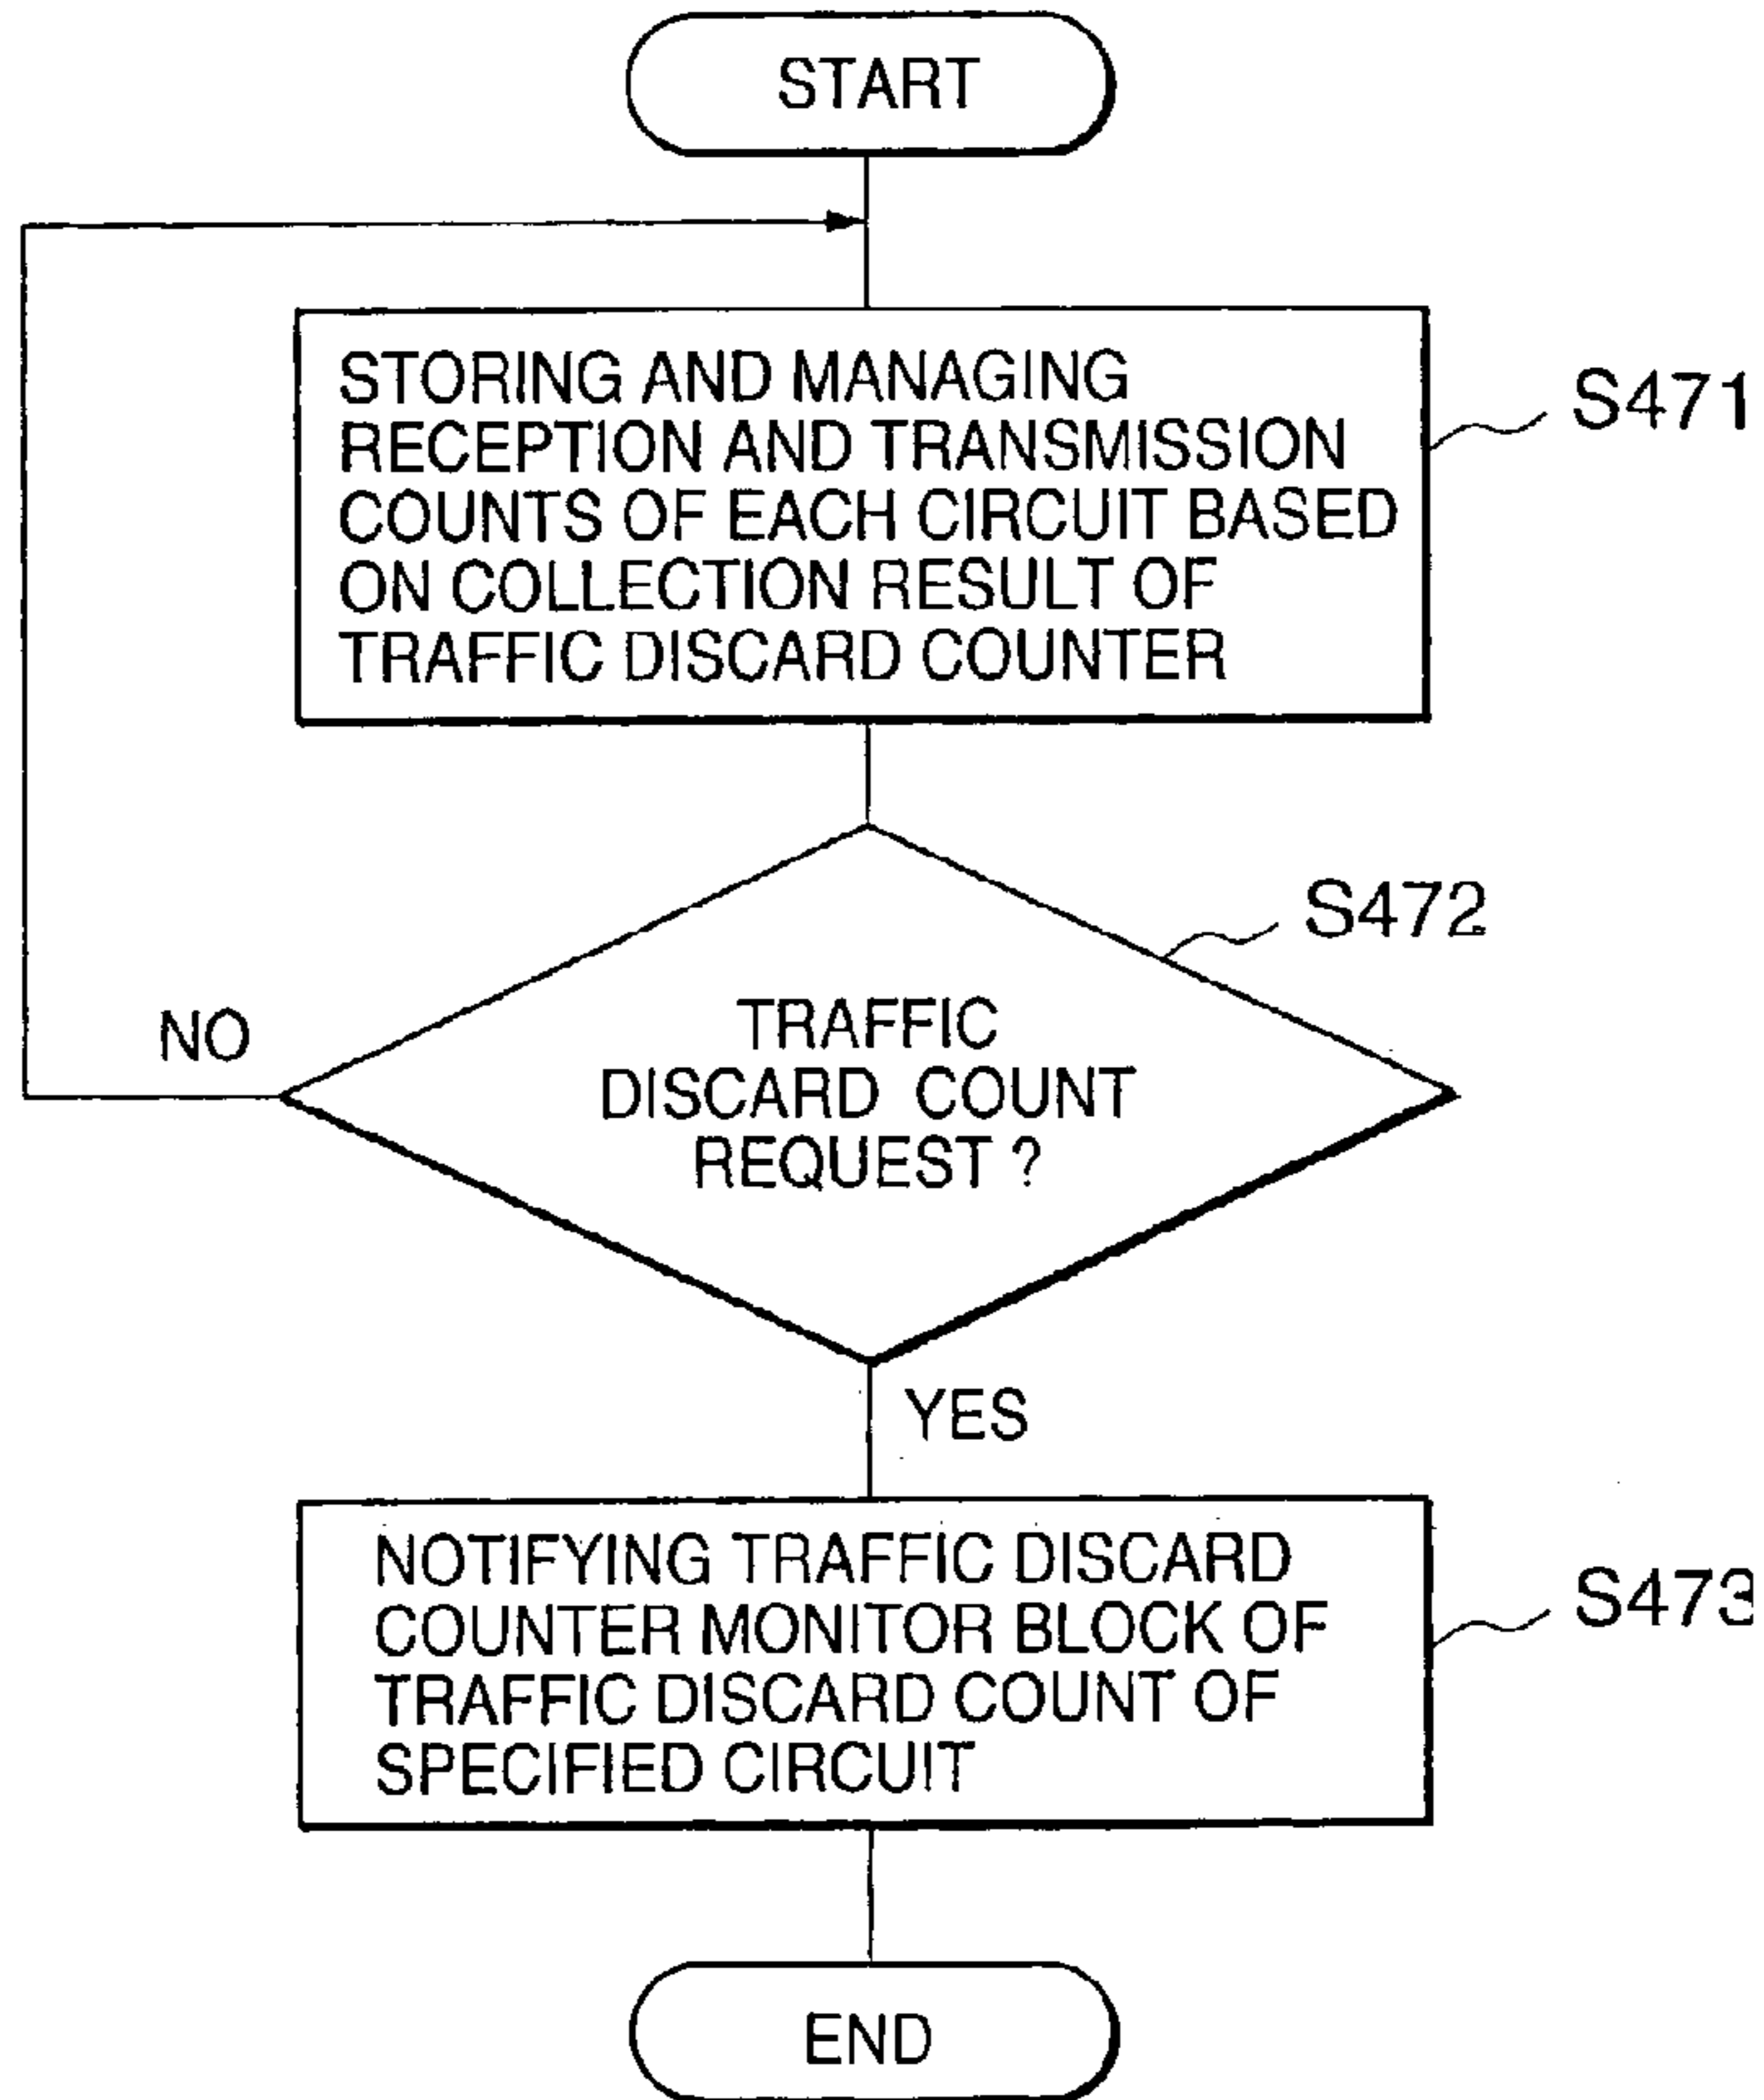 START
STORING AND MANAGING
RECEPTION AND TRANSMISSION
COUNTS OF EACH CIRCUIT BASED
ON COLLECTION RESULT OF
TRAFFIC DISCARD COUNTER
S471
S472
NO
TRAFFIC
DISCARD COUNT
REQUEST ?
YES
NOTIFYING TRAFFIC DISCARD
COUNTER MONITOR BLOCK OF
TRAFFIC DISCARD COUNT OF
SPECIFIED CIRCUIT
S473
END